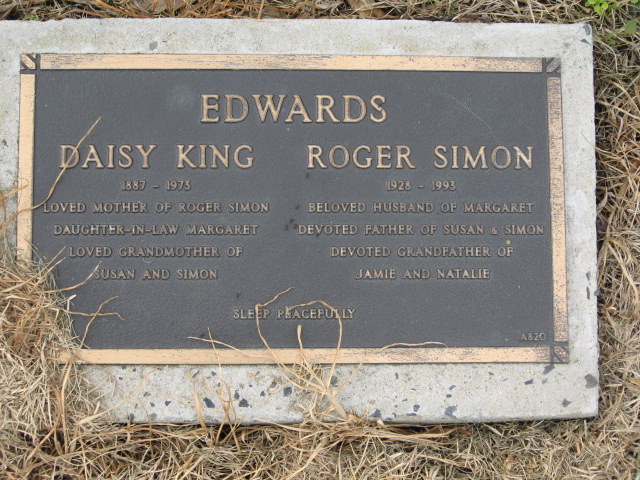 EDWARDS
DAISY KING
1887 - 1973
LOVED MOTHER OF ROGER SIMON
DAUGHTER-IN-LAW MARGARET
LOVED GRANDMOTHER OF
SUSAN AND SIMON
ROGER SIMON
1928 - 1993
BELOVED HUSBAND OF MARGARET
DEVOTED FATHER OF SUSAN & SIMON
DEVOTED GRANDFATHER OF
JAMIE AND NATALIE
SLEEP PEACEFULLY
A820